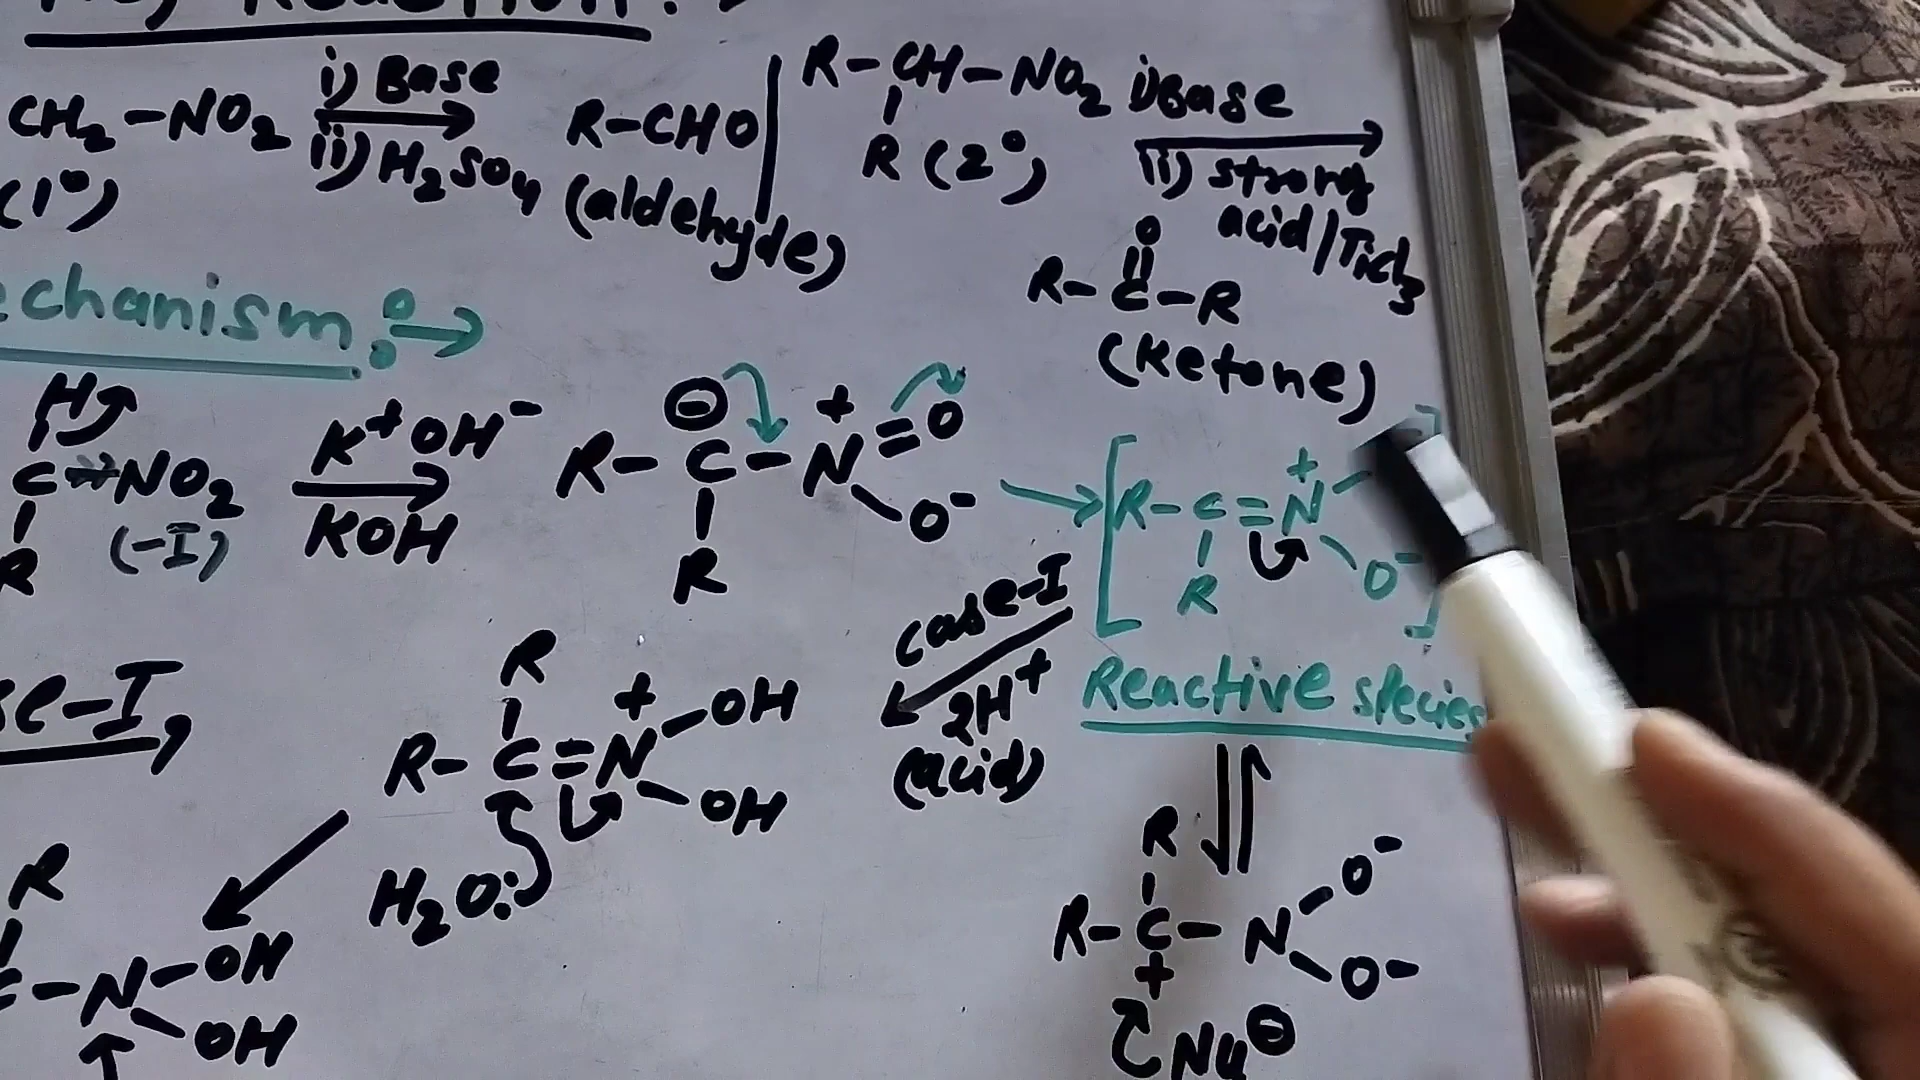 Reaction :
CH2-NO2 i) Base ii) H2SO4 R-CHO
(1°) (aldehyde)
R-CH-NO2 i) Base
R (2°) ii) strong
acid/TiCl3
O
R-C-R
(Ketone)
echanism :
H
C NO2 K+OH- R-C-N=O
(-I) KOH O-
R R
⊖ +
[R-C=N
+
O-]
R
Reactive species
case-I
2H+
(acid)
se-I,
R
R-C=N-OH
+
OH
H2O:
R
C-N-OH
OH
R
R-C-N O-
+ O-
Nu⊖